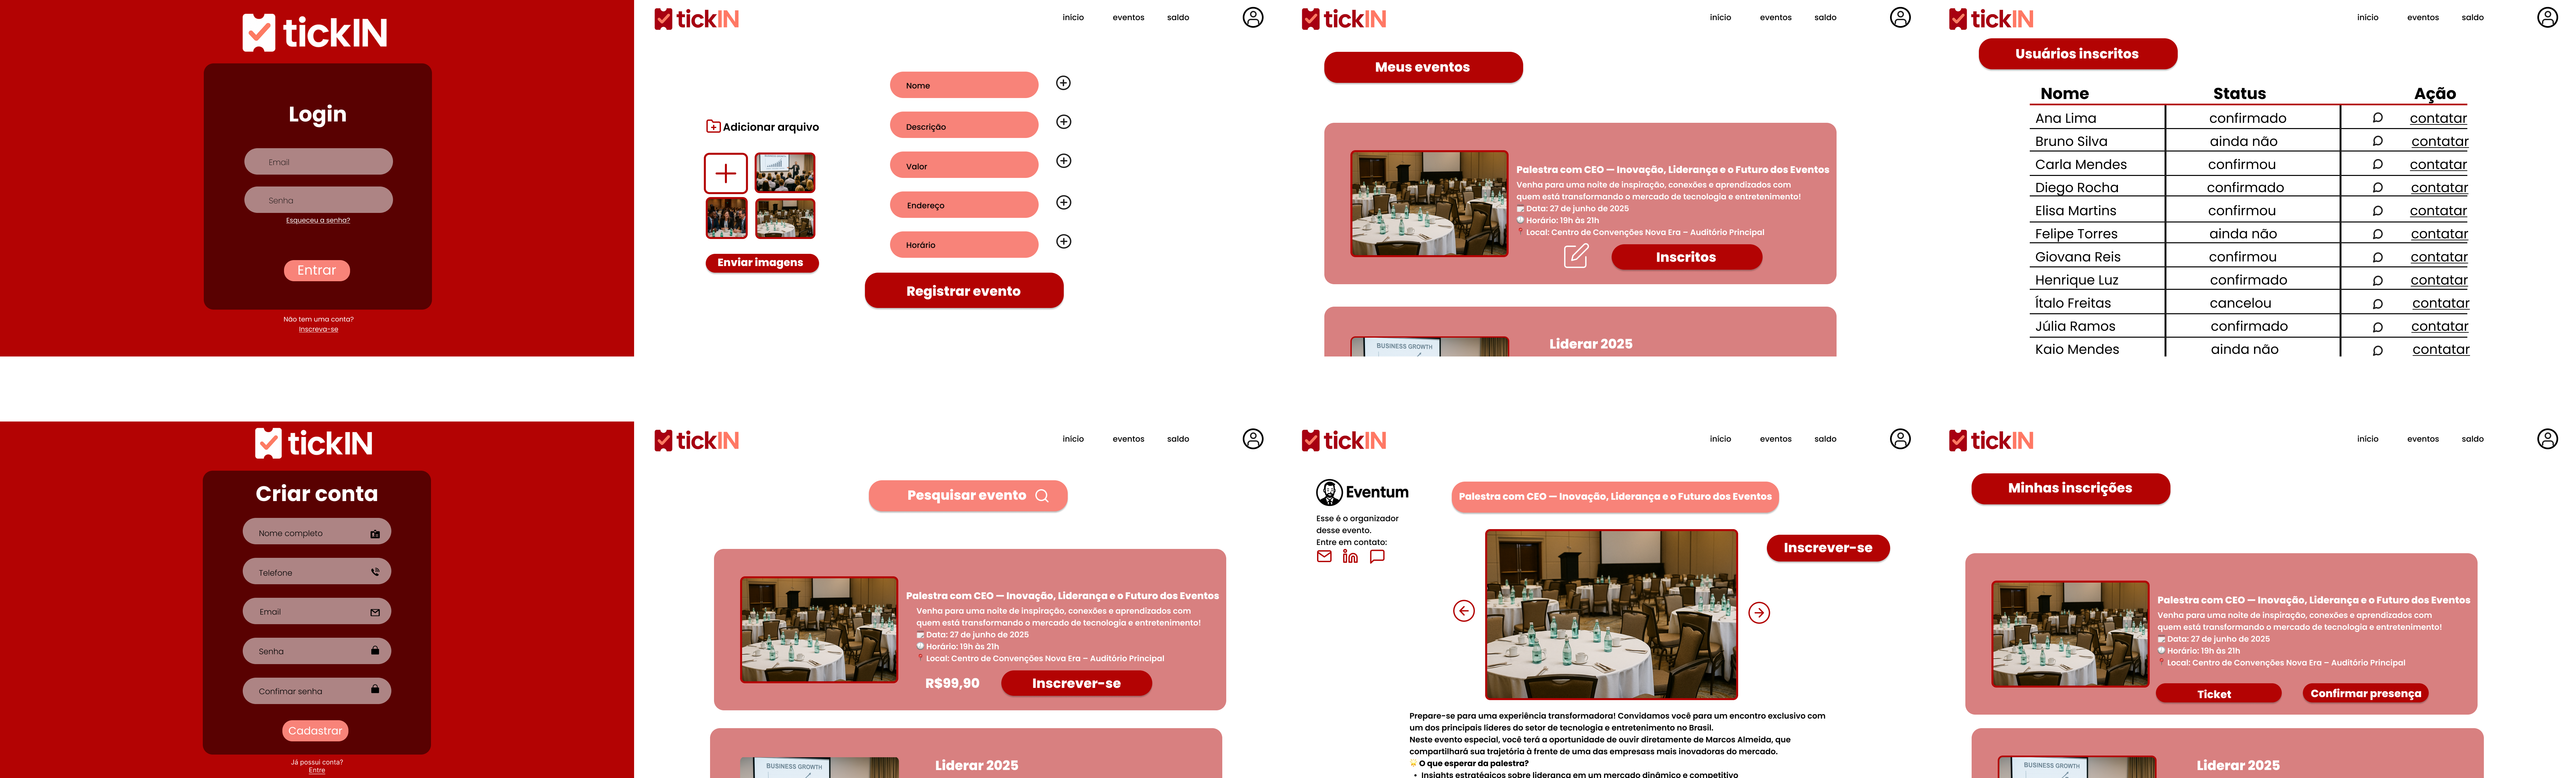 tickIN
Login
Email
Senha
Esqueceu a senha?
Entrar
Não tem uma conta?
Inscreva-se
tickIN
início eventos saldo
Adicionar arquivo
Enviar imagens
Nome
Descrição
Valor
Endereço
Horário
Registrar evento
tickIN
início eventos saldo
Meus eventos
Palestra com CEO — Inovação, Liderança e o Futuro dos Eventos
Venha para uma noite de inspiração, conexões e aprendizados com
quem está transformando o mercado de tecnologia e entretenimento!
Data: 27 de junho de 2025
Horário: 19h às 21h
Local: Centro de Convenções Nova Era – Auditório Principal
Inscritos
BUSINESS GROWTH
Liderar 2025
tickIN
início eventos saldo
Usuários inscritos
Nome Status Ação
Ana Lima confirmado contatar
Bruno Silva ainda não contatar
Carla Mendes confirmou contatar
Diego Rocha confirmado contatar
Elisa Martins confirmou contatar
Felipe Torres ainda não contatar
Giovana Reis confirmou contatar
Henrique Luz confirmado contatar
Ítalo Freitas cancelou contatar
Júlia Ramos confirmado contatar
Kaio Mendes ainda não contatar
tickIN
Criar conta
Nome completo
Telefone
Email
Senha
Confimar senha
Cadastrar
Já possui conta?
Entre
tickIN
início eventos saldo
Pesquisar evento
Palestra com CEO — Inovação, Liderança e o Futuro dos Eventos
Venha para uma noite de inspiração, conexões e aprendizados com
quem está transformando o mercado de tecnologia e entretenimento!
Data: 27 de junho de 2025
Horário: 19h às 21h
Local: Centro de Convenções Nova Era – Auditório Principal
R$99,90 Inscrever-se
BUSINESS GROWTH
Liderar 2025
tickIN
início eventos saldo
Eventum
Esse é o organizador
desse evento.
Entre em contato:
Palestra com CEO — Inovação, Liderança e o Futuro dos Eventos
Inscrever-se
Prepare-se para uma experiência transformadora! Convidamos você para um encontro exclusivo com
um dos principais líderes do setor de tecnologia e entretenimento no Brasil.
Neste evento especial, você terá a oportunidade de ouvir diretamente de Marcos Almeida, que
compartilhará sua trajetória à frente de uma das empresass mais inovadoras do mercado.
O que esperar da palestra?
• Insights estratégicos sobre liderança em um mercado dinâmico e competitivo
tickIN
início eventos saldo
Minhas inscrições
Palestra com CEO — Inovação, Liderança e o Futuro dos Eventos
Venha para uma noite de inspiração, conexões e aprendizados com
quem está transformando o mercado de tecnologia e entretenimento!
Data: 27 de junho de 2025
Horário: 19h às 21h
Local: Centro de Convenções Nova Era – Auditório Principal
Ticket Confirmar presença
BUSINESS GROWTH
Liderar 2025